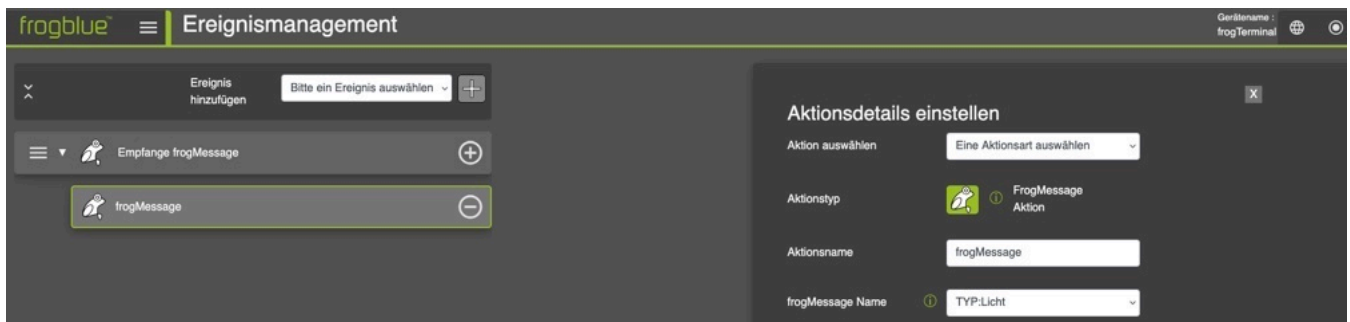 frogblue™
Ereignismanagement
Gerätename :
frogTerminal
Ereignis
hinzufügen
Bitte ein Ereignis auswählen
Empfange frogMessage
frogMessage
X
Aktionsdetails einstellen
Aktion auswählen
Eine Aktionsart auswählen
Aktionstyp
FrogMessage
Aktion
Aktionsname
frogMessage
frogMessage Name
TYP:Licht